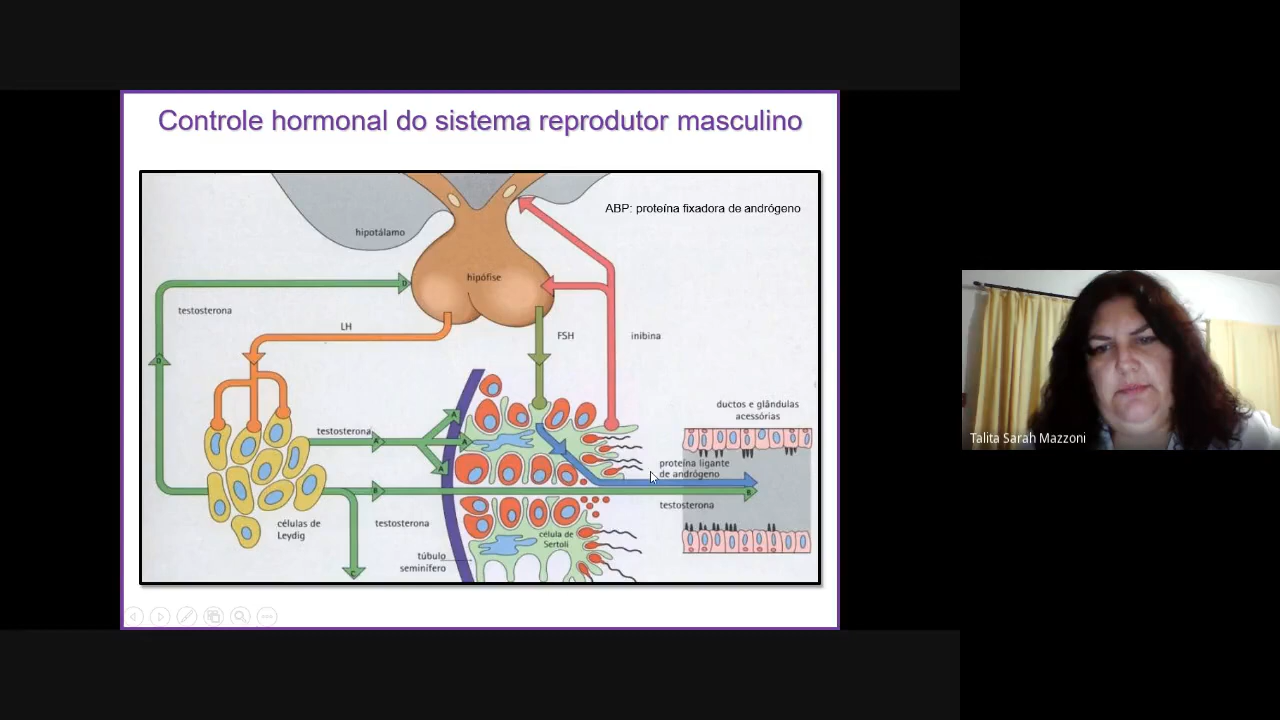 Controle hormonal do sistema reprodutor masculino
ABP: proteína fixadora de andrógeno
hipotálamo
hipófise
D
testosterona
LH
FSH
inibina
D
ductos e glândulas
acessórias
testosterona
A
A
A
A
Talita Sarah Mazzoni
proteína ligante
de andrógeno
B
B
testosterona
células de
Leydig
testosterona
célula de
Sertoli
túbulo
seminífero
C